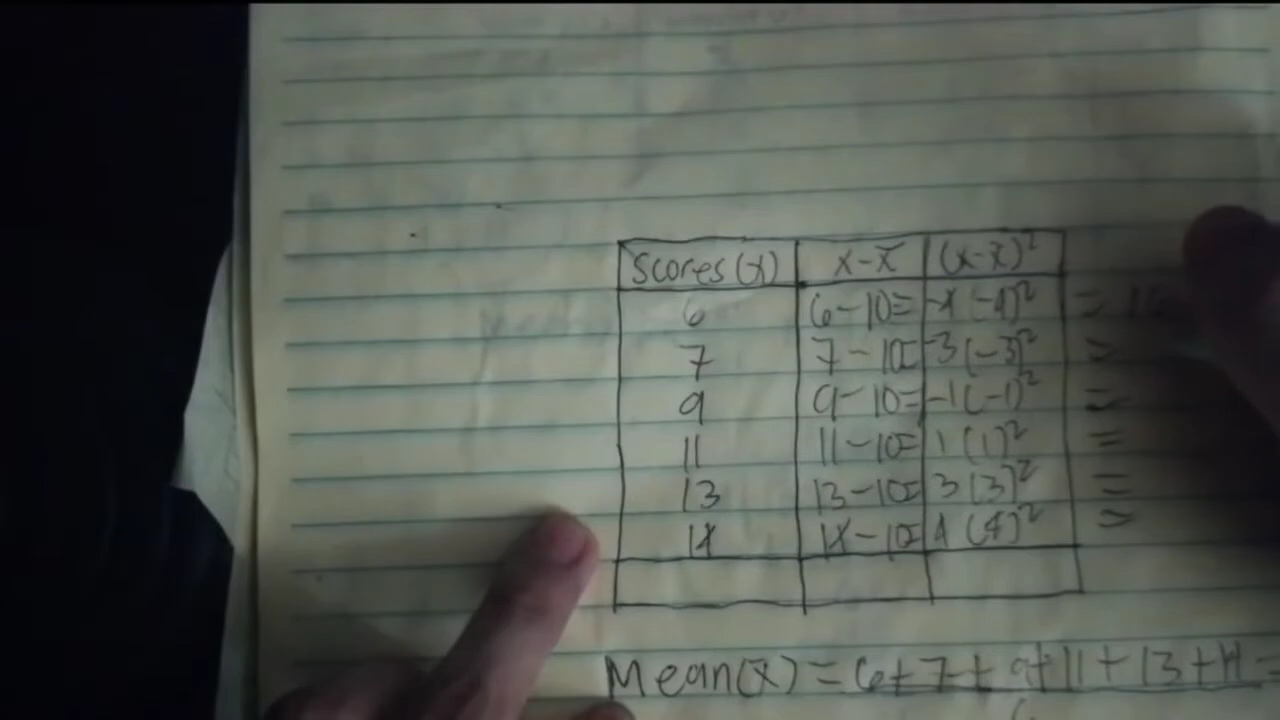 Scores (x) x-x̄ (x-x̄)²
6 6-10= -4 (-4)² = 16
7 7-10= -3 (-3)² =
9 9-10= -1 (-1)² =
11 11-10= 1 (1)² =
13 13-10= 3 (3)² =
14 14-10= 4 (4)² =
Mean(x̄) = 6+7+9+11+13+14 =
6